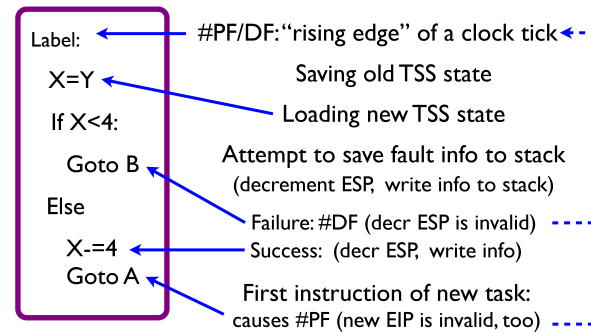 Label:
X=Y
If X<4:
Goto B
Else
X-=4
Goto A
#PF/DF: “rising edge” of a clock tick
Saving old TSS state
Loading new TSS state
Attempt to save fault info to stack
(decrement ESP, write info to stack)
Failure: #DF (decr ESP is invalid)
Success: (decr ESP, write info)
First instruction of new task:
causes #PF (new EIP is invalid, too)